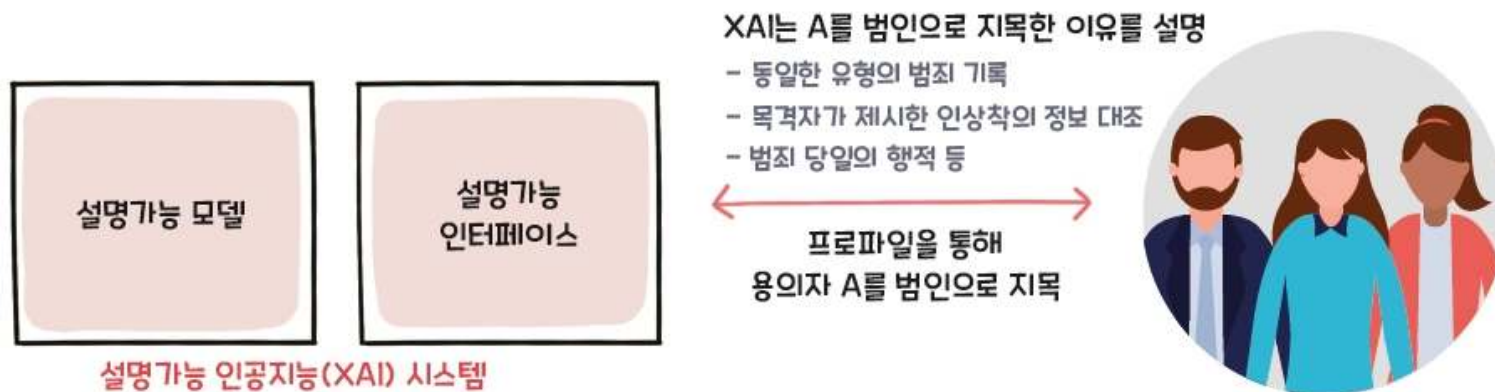 설명가능 모델
설명가능
인터페이스
설명가능 인공지능(XAI) 시스템
XAI는 A를 범인으로 지목한 이유를 설명
- 동일한 유형의 범죄 기록
- 목격자가 제시한 인상착의 정보 대조
- 범죄 당일의 행적 등
프로파일을 통해
용의자 A를 범인으로 지목